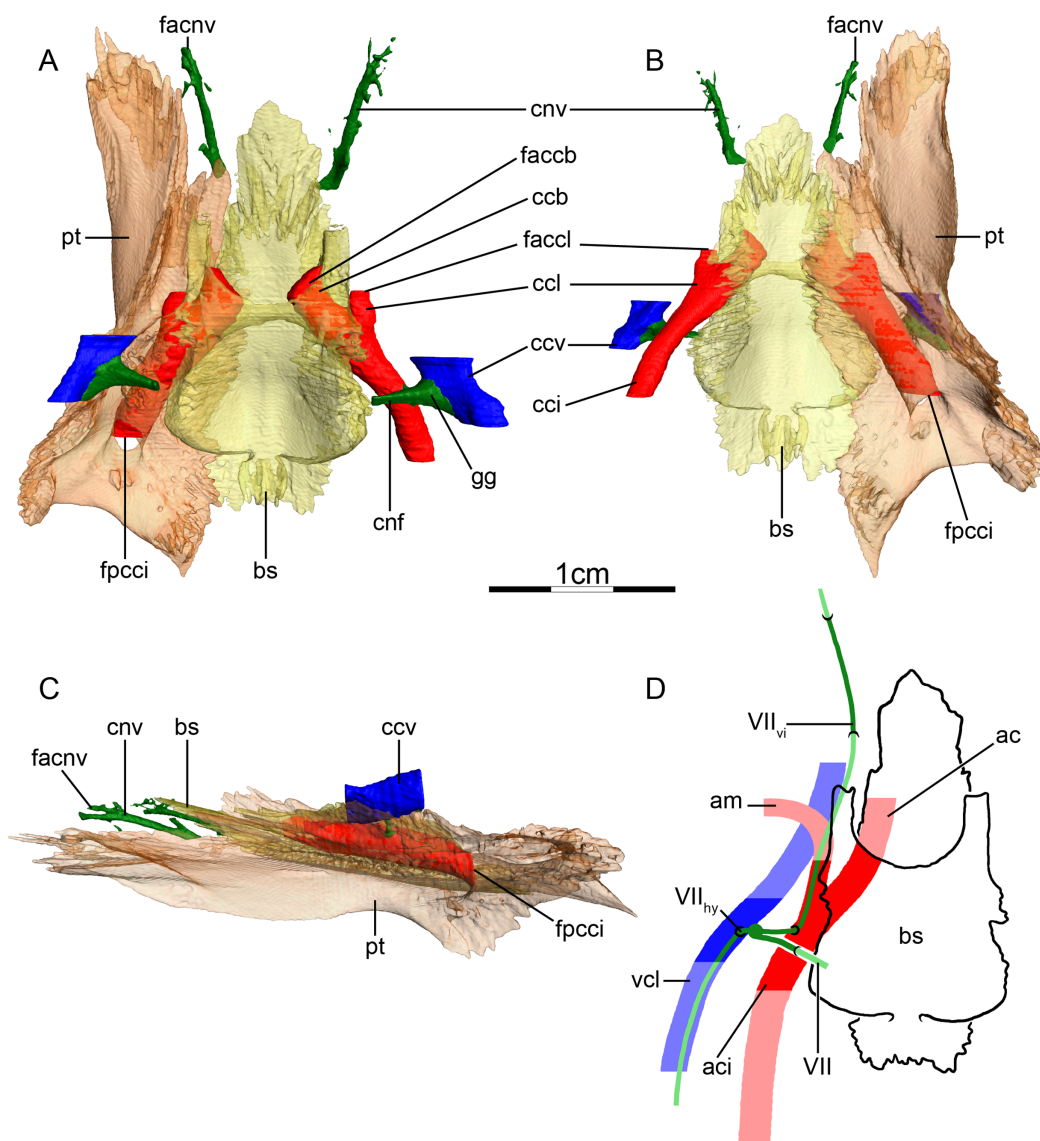 facnv
facnv
A
B
cnv
faccb
ccb
pt
faccl
pt
ccl
ccv
cci
gg
cnf
bs
fpcci
fpcci
bs
1cm
C
D
cnv
bs
ccv
facnv
VIIvi
ac
am
VIIhy
bs
pt
fpcci
vcl
aci
VII